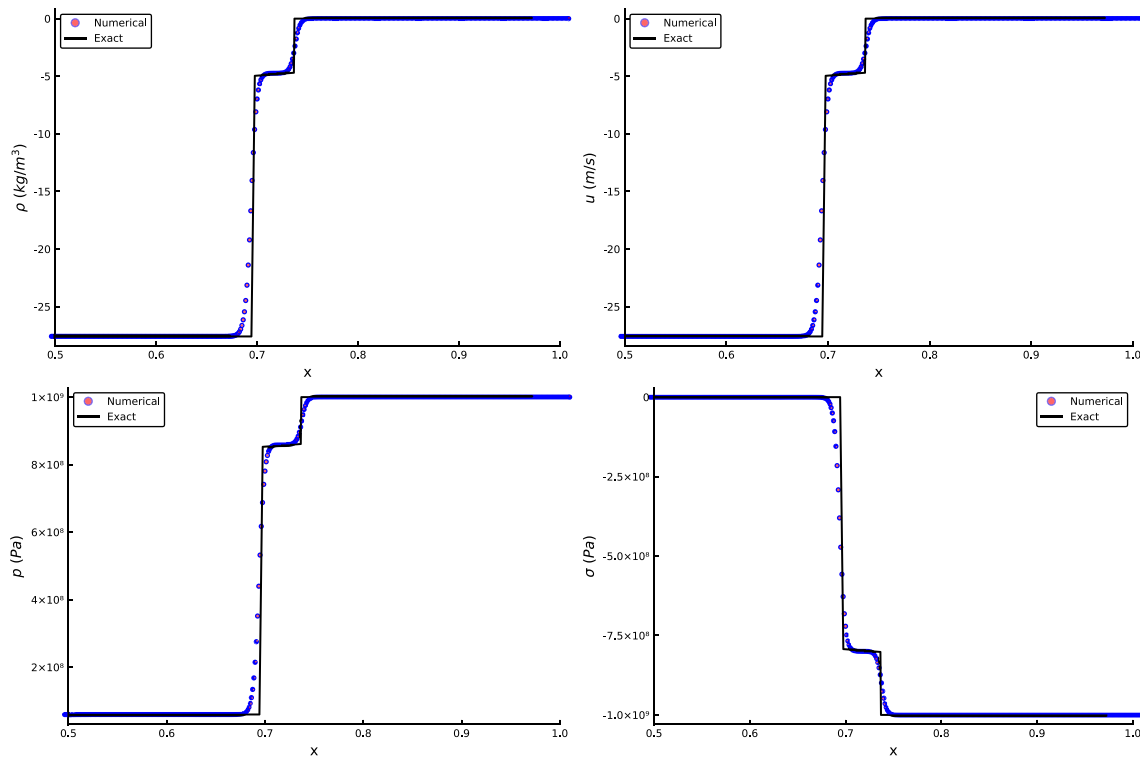 Numerical
Exact
0
-5
-10
-15
-20
-25
ρ (kg/m³)
0.5 0.6 0.7 0.8 0.9 1.0
x
Numerical
Exact
0
-5
-10
-15
-20
-25
u (m/s)
0.5 0.6 0.7 0.8 0.9 1.0
x
Numerical
Exact
1×10⁹
8×10⁸
6×10⁸
4×10⁸
2×10⁸
p (Pa)
0.5 0.6 0.7 0.8 0.9 1.0
x
Numerical
Exact
0
-2.5×10⁸
-5.0×10⁸
-7.5×10⁸
-1.0×10⁹
σ (Pa)
0.5 0.6 0.7 0.8 0.9 1.0
x